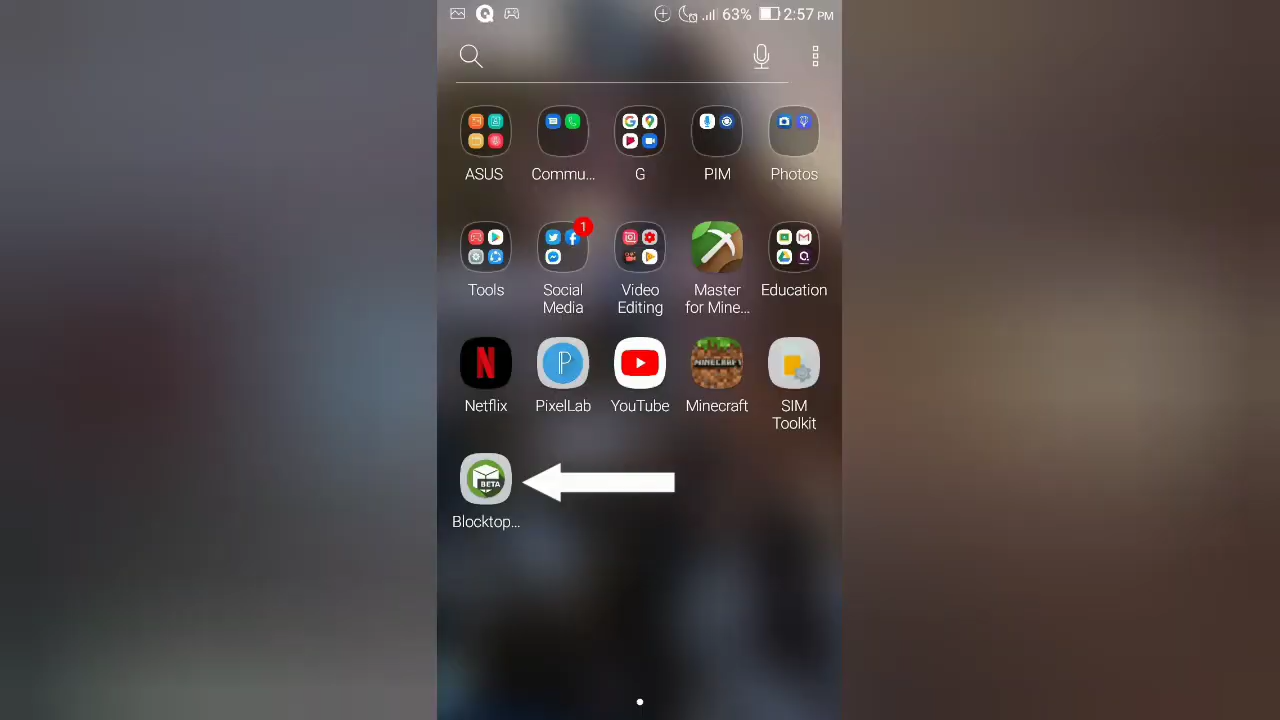 63% 2:57 PM
ASUS
Commu...
G
PIM
Photos
1
Tools
Social
Media
Video
Editing
Master
for Mine...
Education
N
P
MINECRAFT
Netflix
PixelLab
YouTube
Minecraft
SIM
Toolkit
BETA
Blocktop...